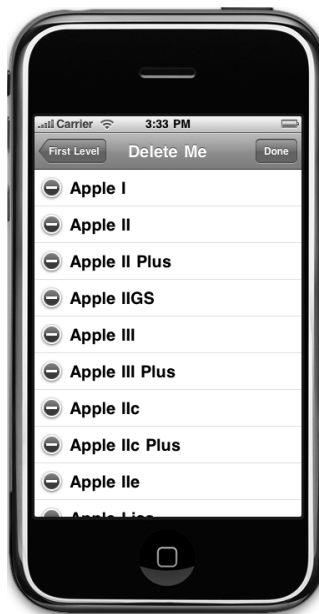 Carrier 3:33 PM
First Level Delete Me Done
Apple I
Apple II
Apple II Plus
Apple IIGS
Apple III
Apple III Plus
Apple IIc
Apple IIc Plus
Apple IIe